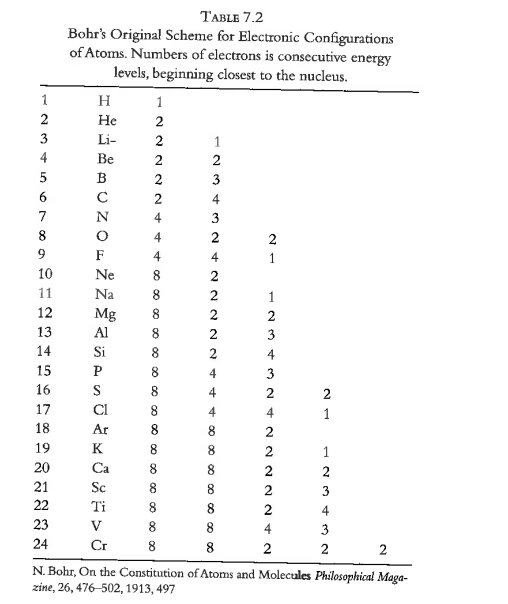 TABLE 7.2
Bohr's Original Scheme for Electronic Configurations
of Atoms. Numbers of electrons is consecutive energy
levels, beginning closest to the nucleus.
1 H 1
2 He 2
3 Li- 2 1
4 Be 2 2
5 B 2 3
6 C 2 4
7 N 4 3
8 O 4 2 2
9 F 4 4 1
10 Ne 8 2
11 Na 8 2 1
12 Mg 8 2 2
13 Al 8 2 3
14 Si 8 2 4
15 P 8 4 3
16 S 8 4 2 2
17 Cl 8 4 4 1
18 Ar 8 8 2
19 K 8 8 2 1
20 Ca 8 8 2 2
21 Sc 8 8 2 3
22 Ti 8 8 2 4
23 V 8 8 4 3
24 Cr 8 8 2 2 2
N. Bohr, On the Constitution of Atoms and Molecules Philosophical Maga-
zine, 26, 476–502, 1913, 497